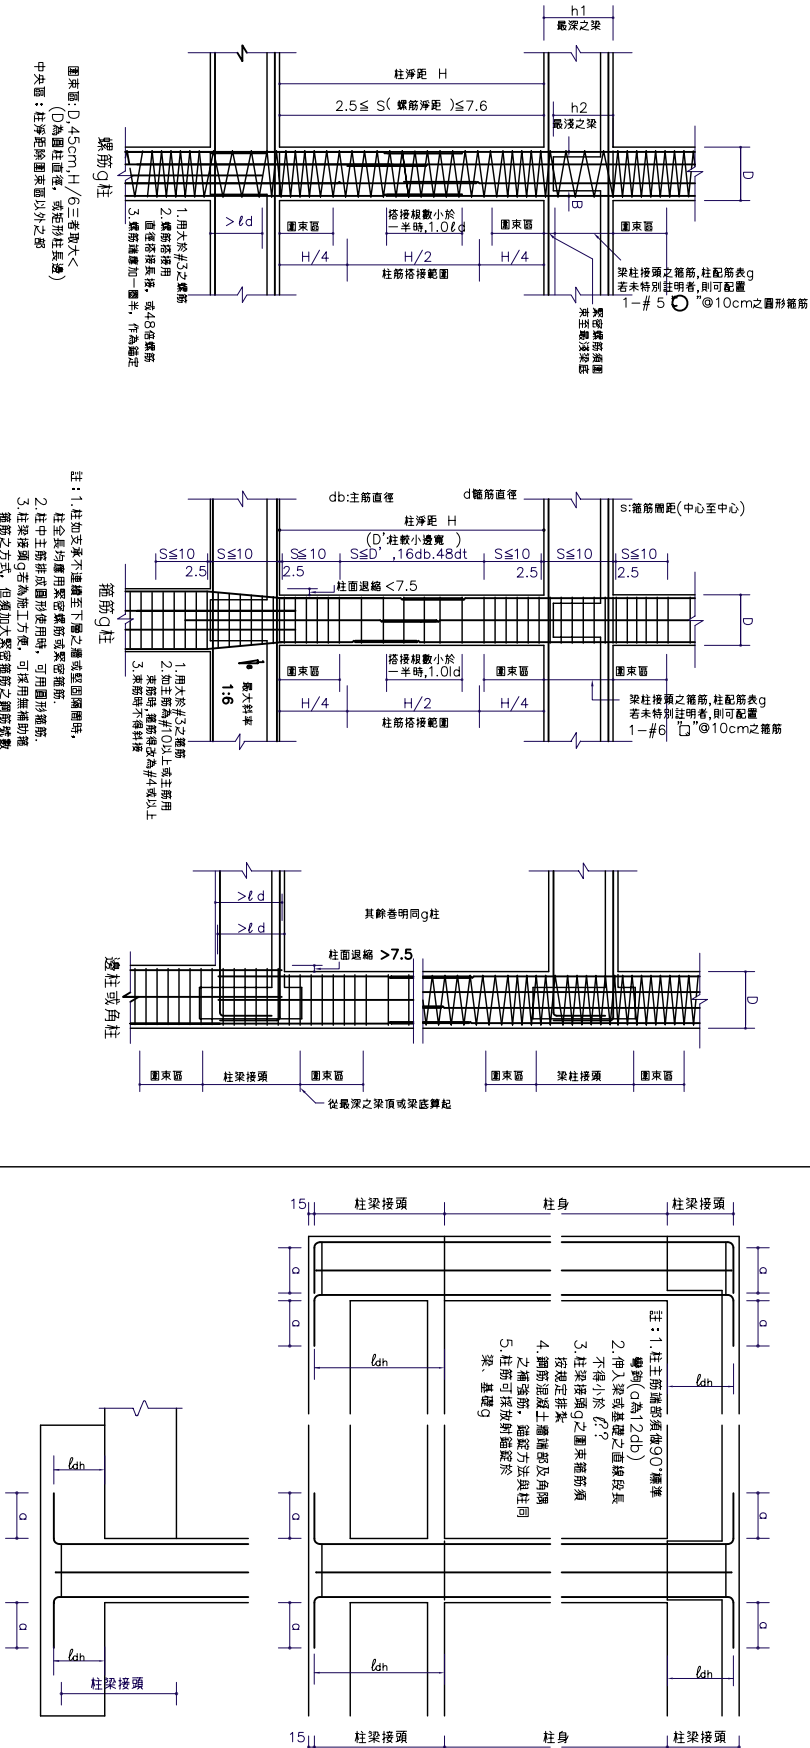 h1
最深之梁
柱淨距 H
2.5≦ S( 螺筋淨距 )≦7.6
h2
最淺之梁
D
B
圍束區:D,45cm,H/6三者取大<
(D為圓柱直徑, 或矩形柱長邊)
中央區：柱淨距除圍束區以外之部
螺筋g柱
>ℓd
圍束區
搭接根數小於
一半時,1.0ℓd
圍束區
圍束區
H/4
H/2
H/4
柱筋搭接範圍
1.用大於#3之螺筋
2.螺筋搭接用
直徑搭接長接, 或48倍螺筋
3.螺筋端應加一圈半, 作為錨定
梁柱接頭之箍筋,柱配筋表g
若未特別註明者,則可配置
1-#5 "○"@10cm之圓形箍筋
緊密螺筋須圍
束至最淺梁底
db:主筋直徑
d箍筋直徑
s:箍筋間距(中心至中心)
柱淨距 H
(D':柱較小邊寬 )
S≦10
S≦10
S≦10
S≦D',16db.48dt
S≦10
S≦10
S≦10
2.5
2.5
2.5
2.5
柱面退縮 <7.5
D
箍筋g柱
最大斜率
1:6
圍束區
搭接根數小於
一半時,1.0ld
圍束區
圍束區
H/4
H/2
H/4
柱筋搭接範圍
梁柱接頭之箍筋,柱配筋表g
若未特別註明者,則可配置
1-#6 "□"@10cm之箍筋
1.用大於#3之箍筋
2.如主筋為#10以上或主筋用
束筋時,箍筋得改為#4或以上
3.束筋時不得斜接
註：1.柱如支承不連續至下層之牆或堅固隔間時,
柱全長均應用緊密螺筋或緊密箍筋.
2.柱中主筋排成圓形使用時, 可用圓形箍筋.
3.柱梁接頭g若為施工方便, 可採用無補助箍
箍筋之方式, 但須加大緊密箍筋之鋼筋號數
>ℓd
>ℓd
其餘卷明同g柱
柱面退縮 >7.5
D
邊柱或角柱
圍束區
柱梁接頭
圍束區
圍束區
梁柱接頭
圍束區
從最深之梁頂或梁底算起
15
柱梁接頭
柱身
柱梁接頭
a
a
a
a
ℓdh
ℓdh
註：1.柱主筋端部須做90°標準
彎鉤(a為12db)
2.伸入梁或基礎之直線段長
不得小於 ℓ??
3.柱梁接頭g之圍束箍筋須
按規定排紮
4.鋼筋混凝土牆端部及角隅
之補強筋, 錨錠方法與柱同
5.柱筋可採放射錨錠於
梁、基礎g
ℓdh
a
a
a
a
a
a
ℓdh
ℓdh
ℓdh
柱梁接頭
15
柱梁接頭
柱身
柱梁接頭